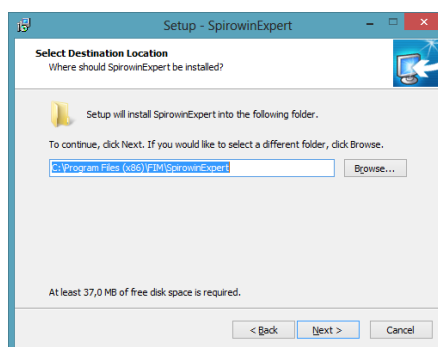 Setup - SpirowinExpert
Select Destination Location
Where should SpirowinExpert be installed?
Setup will install SpirowinExpert into the following folder.
To continue, click Next. If you would like to select a different folder, click Browse.
C:\Program Files (x86)\FIM\SpirowinExpert
Browse...
At least 37,0 MB of free disk space is required.
< Back Next > Cancel